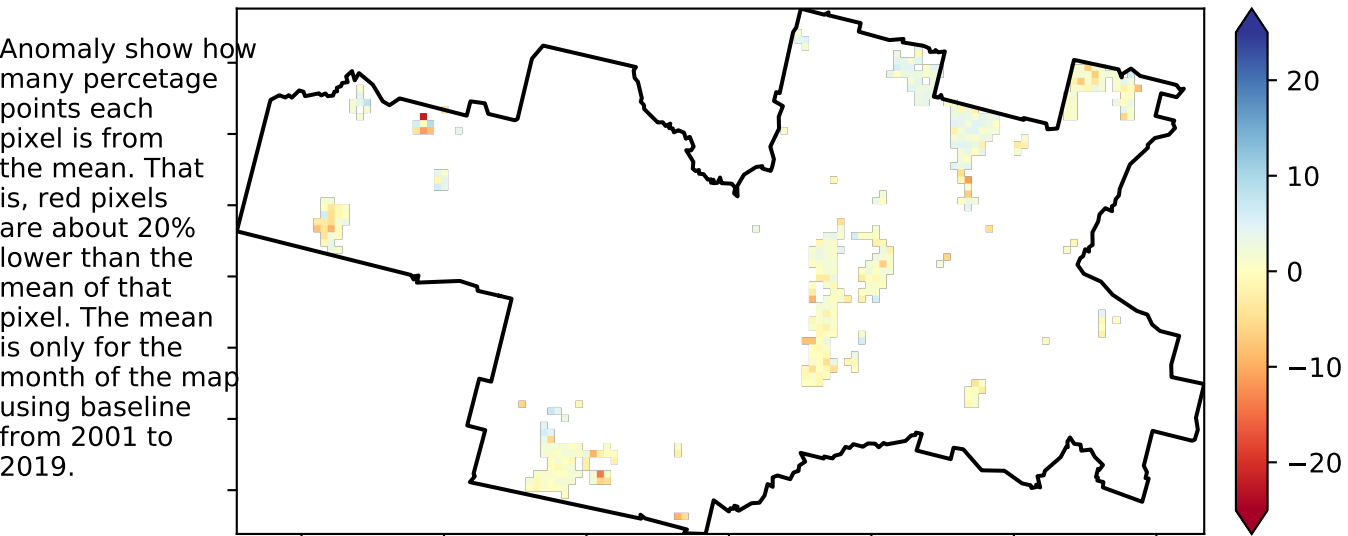 Anomaly show how
many percetage
points each
pixel is from
the mean. That
is, red pixels
are about 20%
lower than the
mean of that
pixel. The mean
is only for the
month of the map
using baseline
from 2001 to
2019.
20
10
0
−10
−20